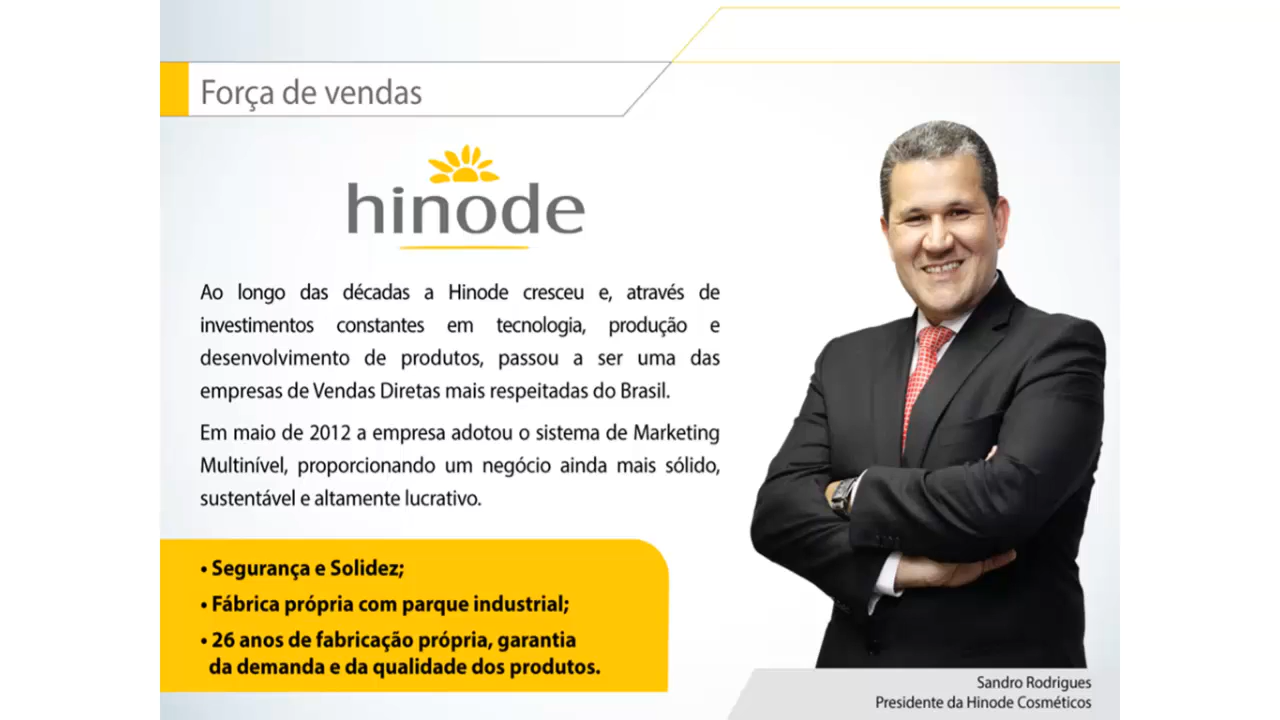 Força de vendas
hinode
Ao longo das décadas a Hinode cresceu e, através de
investimentos constantes em tecnologia, produção e
desenvolvimento de produtos, passou a ser uma das
empresas de Vendas Diretas mais respeitadas do Brasil.
Em maio de 2012 a empresa adotou o sistema de Marketing
Multinível, proporcionando um negócio ainda mais sólido,
sustentável e altamente lucrativo.
• Segurança e Solidez;
• Fábrica própria com parque industrial;
• 26 anos de fabricação própria, garantia
da demanda e da qualidade dos produtos.
Sandro Rodrigues
Presidente da Hinode Cosméticos